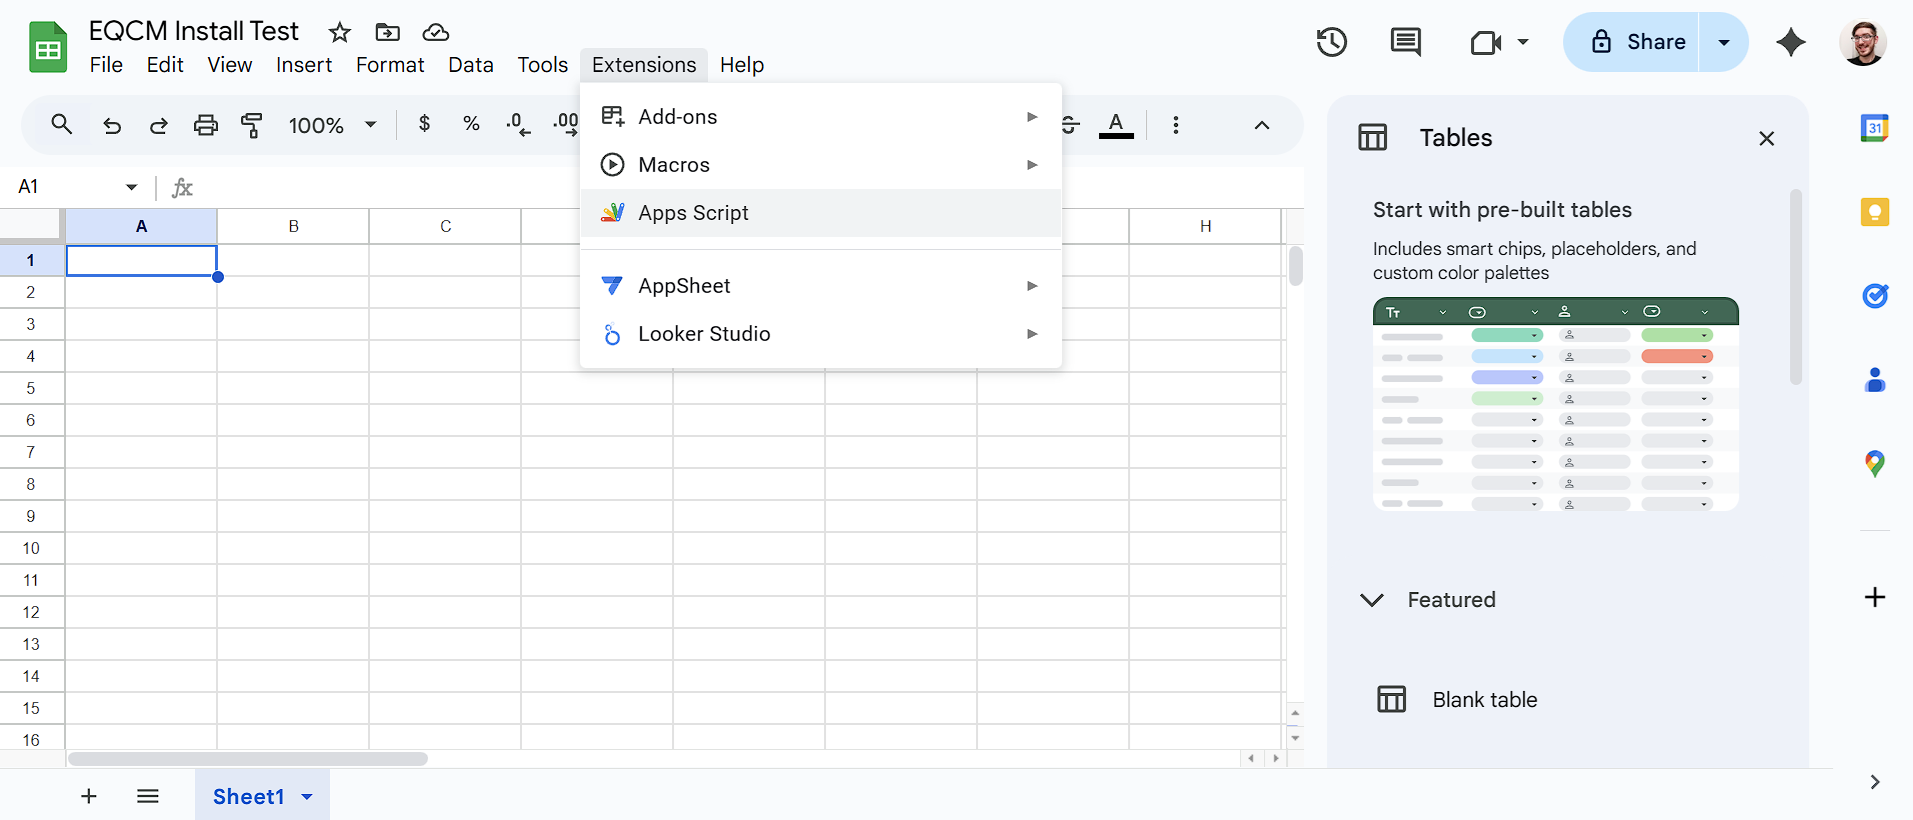 EQCM Install Test
File Edit View Insert Format Data Tools Extensions Help
Share
100% $ % .0 .00 A
A1 fx
Add-ons
Macros
Apps Script
AppSheet
Looker Studio
A B C H
1
2
3
4
5
6
7
8
9
10
11
12
13
14
15
16
Sheet1
Tables
Start with pre-built tables
Includes smart chips, placeholders, and
custom color palettes
Tт
Featured
Blank table
31